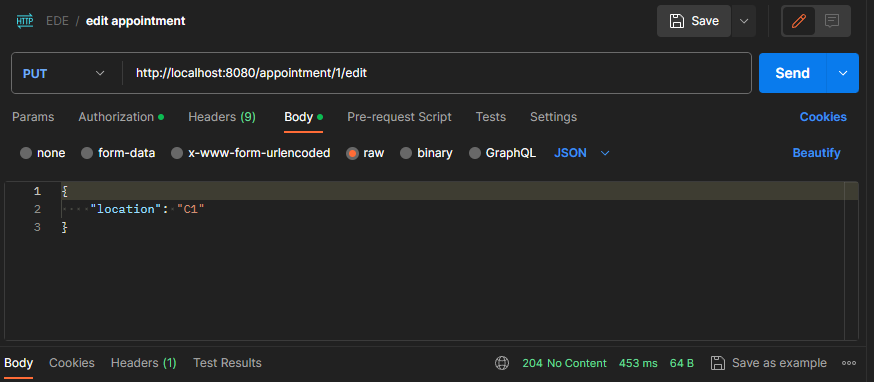 HTTP EDE / edit appointment Save
PUT http://localhost:8080/appointment/1/edit Send
Params Authorization Headers (9) Body Pre-request Script Tests Settings Cookies
none form-data x-www-form-urlencoded raw binary GraphQL JSON Beautify
1 {
2 "location": "C1"
3 }
Body Cookies Headers (1) Test Results 204 No Content 453 ms 64 B Save as example